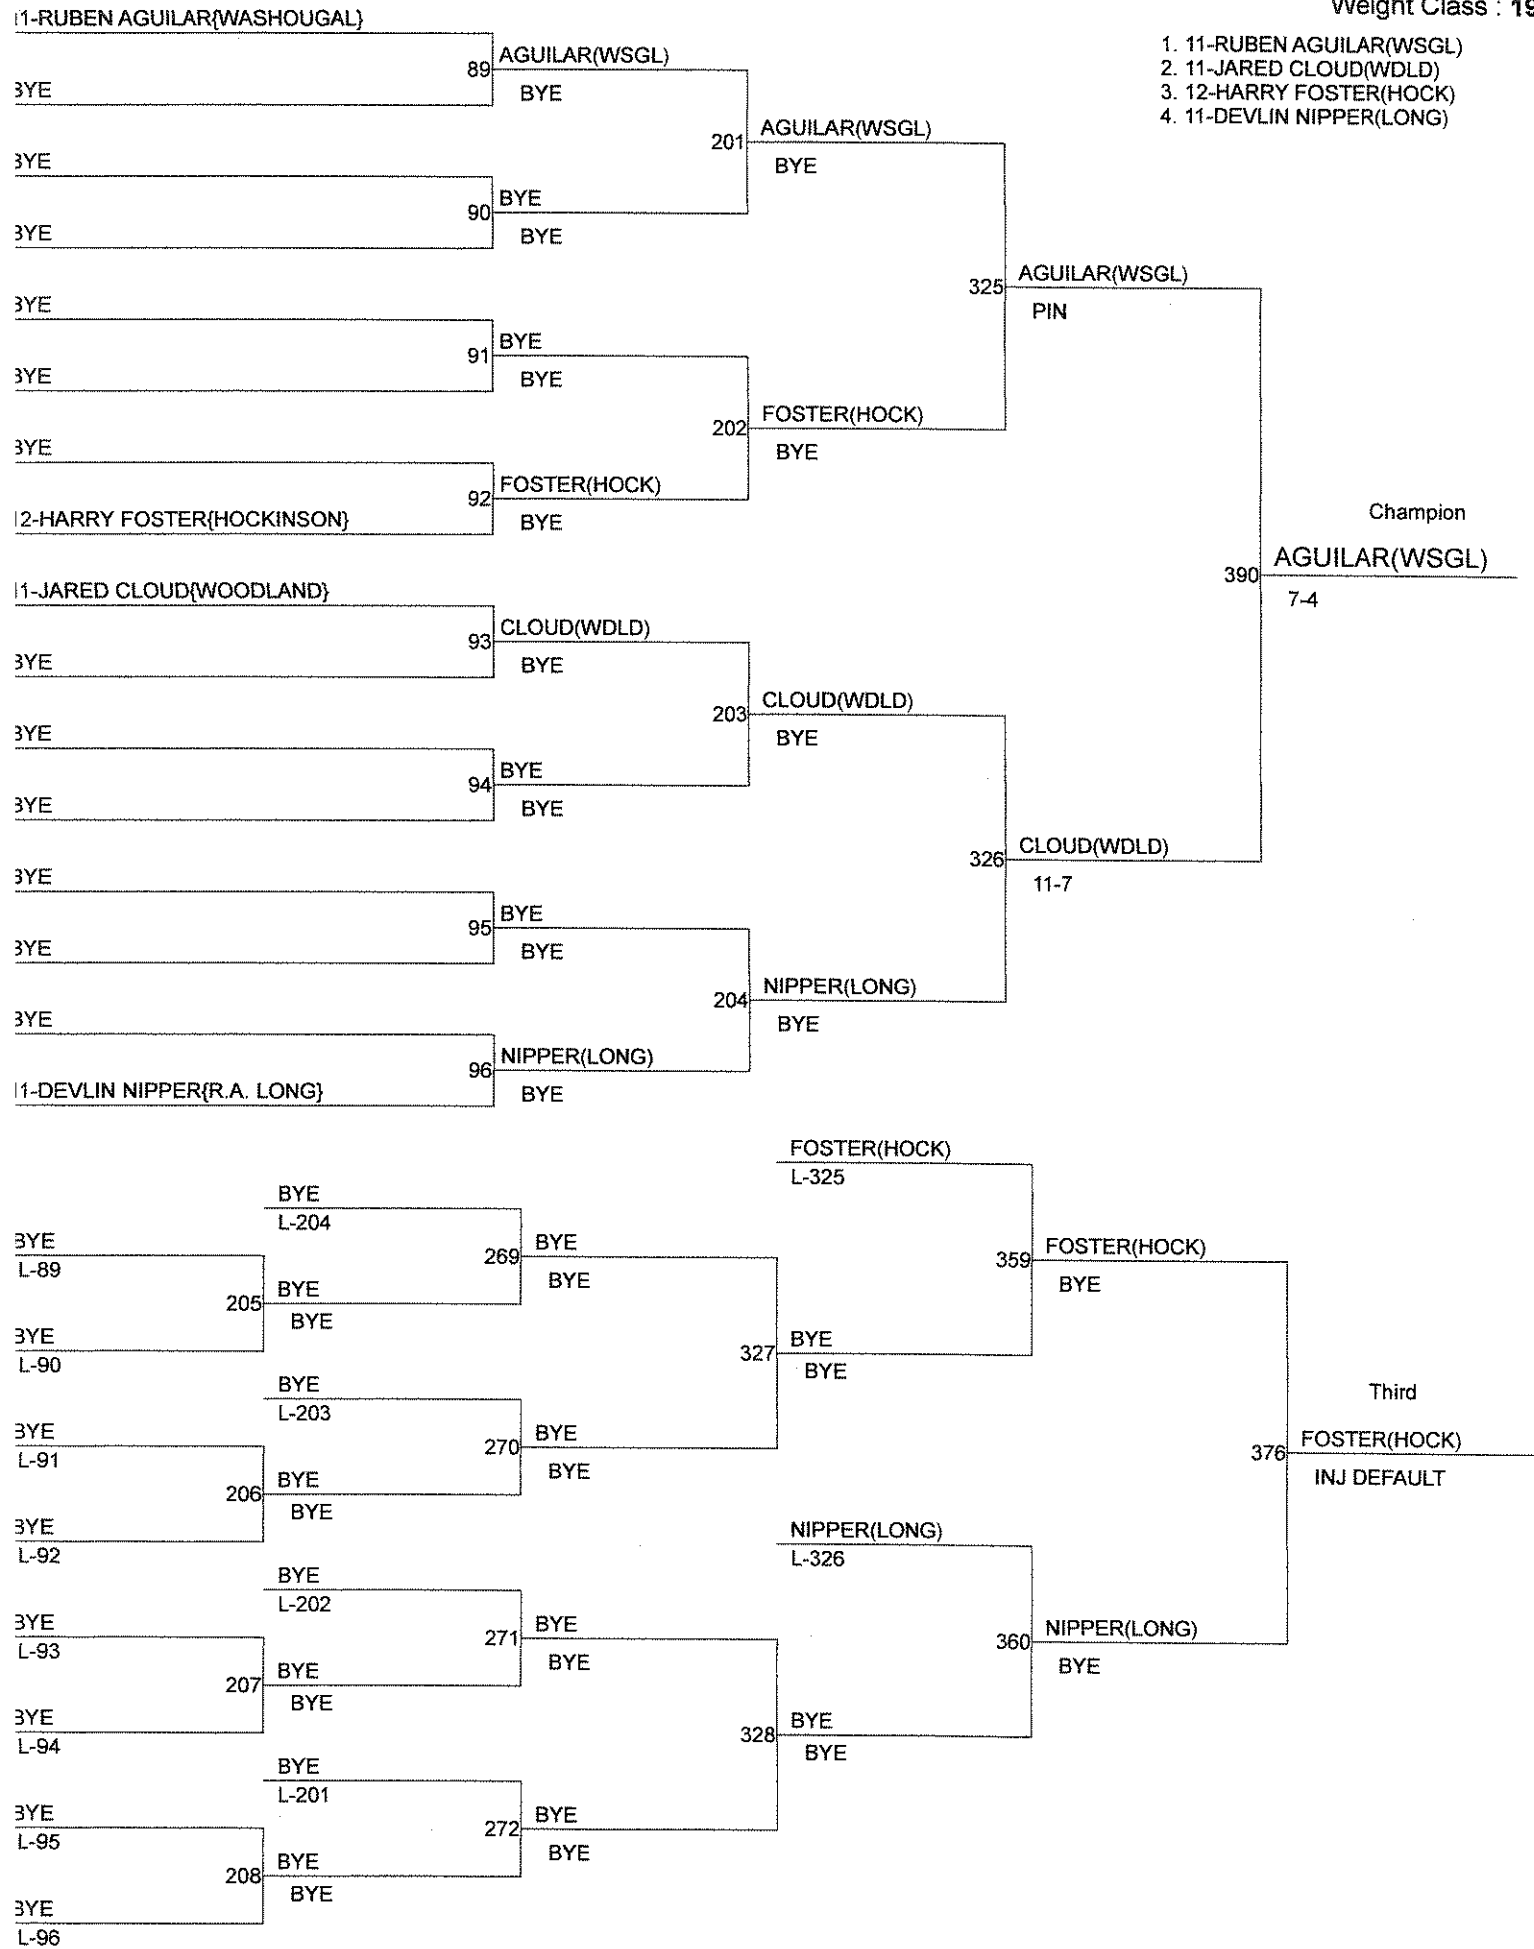 Weight Class : 19
1. 11-RUBEN AGUILAR(WSGL)
2. 11-JARED CLOUD(WDLD)
3. 12-HARRY FOSTER(HOCK)
4. 11-DEVLIN NIPPER(LONG)
11-RUBEN AGUILAR{WASHOUGAL}
89 AGUILAR(WSGL)
BYE
BYE
201 AGUILAR(WSGL)
BYE
BYE
90 BYE
BYE
BYE
325 AGUILAR(WSGL)
PIN
BYE
91 BYE
BYE
BYE
202 FOSTER(HOCK)
BYE
BYE
92 FOSTER(HOCK)
BYE
12-HARRY FOSTER{HOCKINSON}
Champion
390 AGUILAR(WSGL)
7-4
11-JARED CLOUD{WOODLAND}
93 CLOUD(WDLD)
BYE
BYE
203 CLOUD(WDLD)
BYE
BYE
94 BYE
BYE
BYE
326 CLOUD(WDLD)
11-7
BYE
95 BYE
BYE
BYE
204 NIPPER(LONG)
BYE
BYE
96 NIPPER(LONG)
BYE
11-DEVLIN NIPPER{R.A. LONG}
FOSTER(HOCK)
L-325
BYE
L-204
269 BYE
BYE
BYE
L-89
205 BYE
BYE
BYE
L-90
359 FOSTER(HOCK)
BYE
327 BYE
BYE
BYE
L-203
270 BYE
BYE
BYE
L-91
206 BYE
BYE
BYE
L-92
Third
376 FOSTER(HOCK)
INJ DEFAULT
NIPPER(LONG)
L-326
BYE
L-202
271 BYE
BYE
BYE
L-93
207 BYE
BYE
BYE
L-94
360 NIPPER(LONG)
BYE
328 BYE
BYE
BYE
L-201
272 BYE
BYE
BYE
L-95
208 BYE
BYE
BYE
L-96